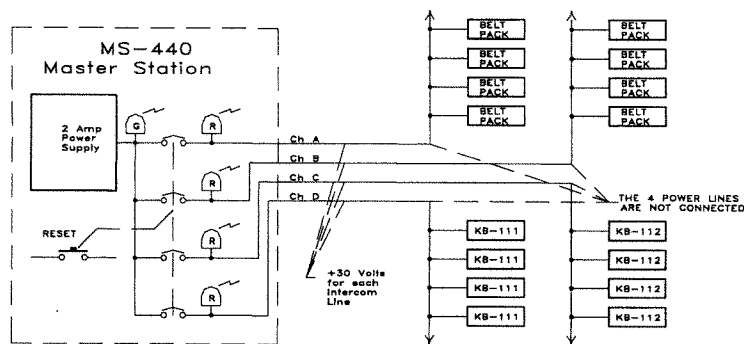 MS-440
Master Station
2 Amp
Power
Supply
G
R
R
R
R
RESET
Ch A
Ch B
Ch C
Ch D
+30 Volts
for each
Intercom
Line
BELT
PACK
BELT
PACK
BELT
PACK
BELT
PACK
BELT
PACK
BELT
PACK
BELT
PACK
BELT
PACK
THE 4 POWER LINES
ARE NOT CONNECTED
KB-111
KB-112
KB-111
KB-112
KB-111
KB-112
KB-111
KB-112